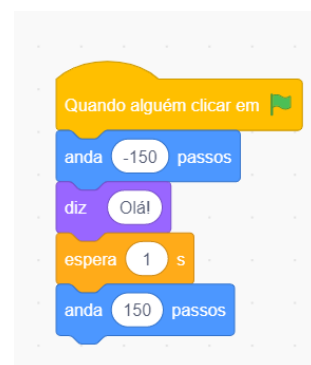 Quando alguém clicar em
anda -150 passos
diz Olá!
espera 1 s
anda 150 passos